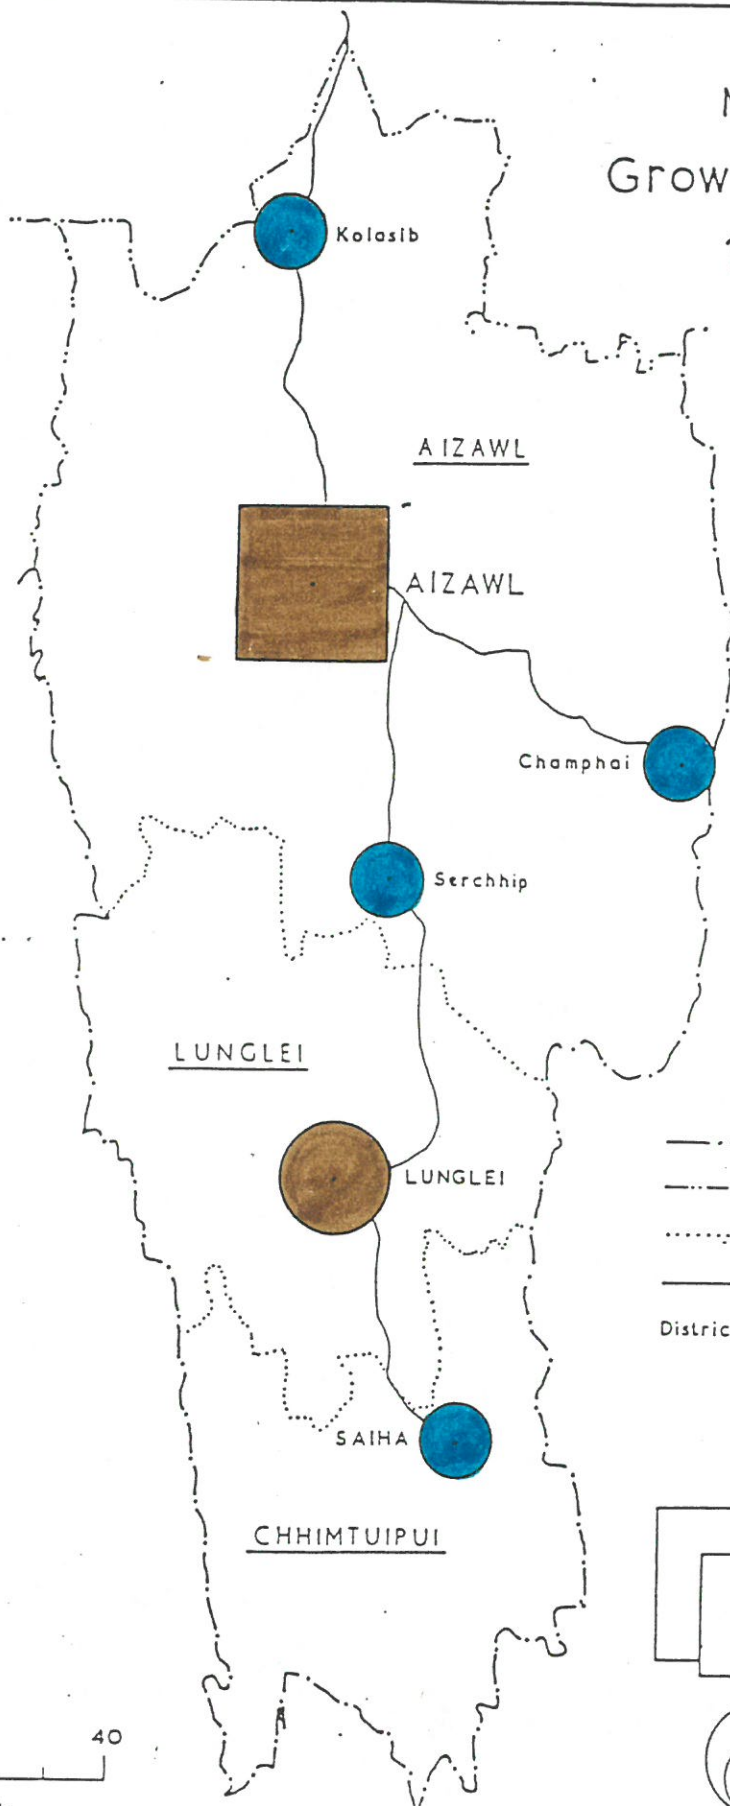 Grow
Kolasib
AIZAWL
AIZAWL
Champhai
Serchhip
LUNGLEI
LUNGLEI
Distric
SAIHA
CHHIMTUIPUI
40